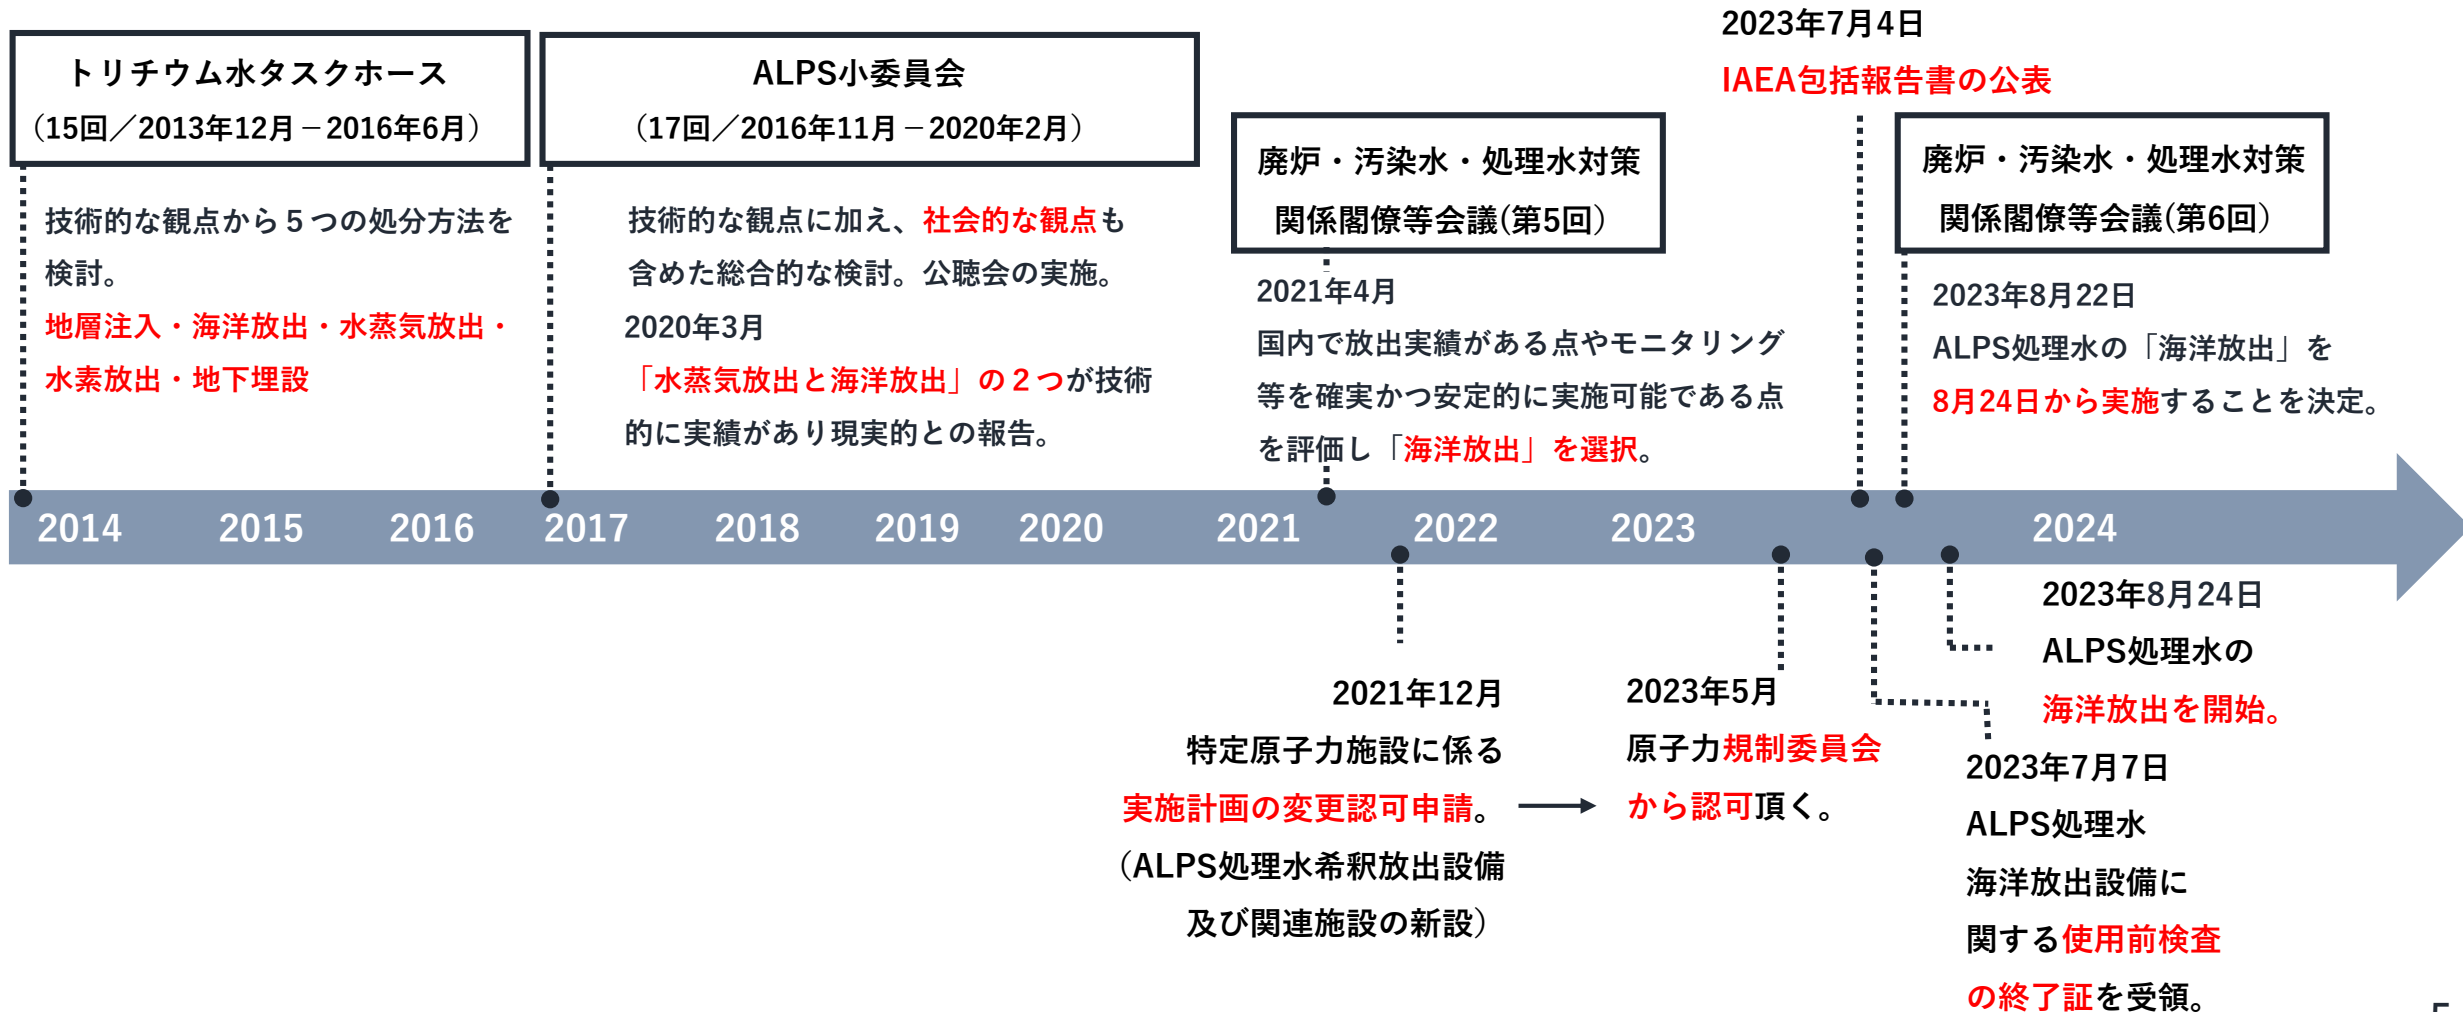 トリチウム水タスクホース
（15回／2013年12月－2016年6月）
技術的な観点から５つの処分方法を
検討。
地層注入・海洋放出・水蒸気放出・
水素放出・地下埋設
ALPS小委員会
（17回／2016年11月－2020年2月）
技術的な観点に加え、社会的な観点も
含めた総合的な検討。公聴会の実施。
2020年3月
「水蒸気放出と海洋放出」の２つが技術
的に実績があり現実的との報告。
廃炉・汚染水・処理水対策
関係閣僚等会議(第5回）
2021年4月
国内で放出実績がある点やモニタリング
等を確実かつ安定的に実施可能である点
を評価し「海洋放出」を選択。
2023年7月4日
IAEA包括報告書の公表
廃炉・汚染水・処理水対策
関係閣僚等会議(第6回）
2023年8月22日
ALPS処理水の「海洋放出」を
8月24日から実施することを決定。
2014 2015 2016 2017 2018 2019 2020 2021 2022 2023 2024
2021年12月
特定原子力施設に係る
実施計画の変更認可申請。
（ALPS処理水希釈放出設備
及び関連施設の新設）
2023年5月
原子力規制委員会
から認可頂く。
2023年8月24日
ALPS処理水の
海洋放出を開始。
2023年7月7日
ALPS処理水
海洋放出設備に
関する使用前検査
の終了証を受領。